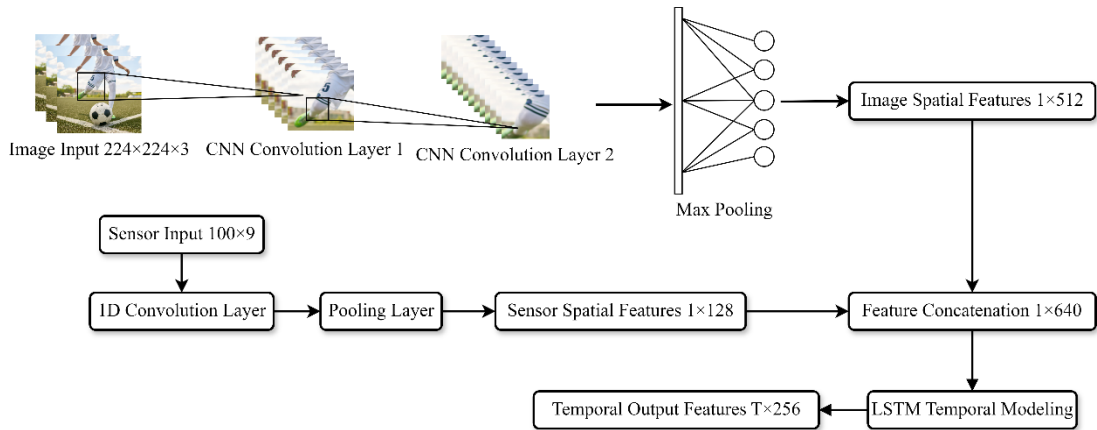 Image Input 224×224×3
CNN Convolution Layer 1
CNN Convolution Layer 2
Max Pooling
Image Spatial Features 1×512
Sensor Input 100×9
1D Convolution Layer
Pooling Layer
Sensor Spatial Features 1×128
Feature Concatenation 1×640
Temporal Output Features T×256
LSTM Temporal Modeling
5